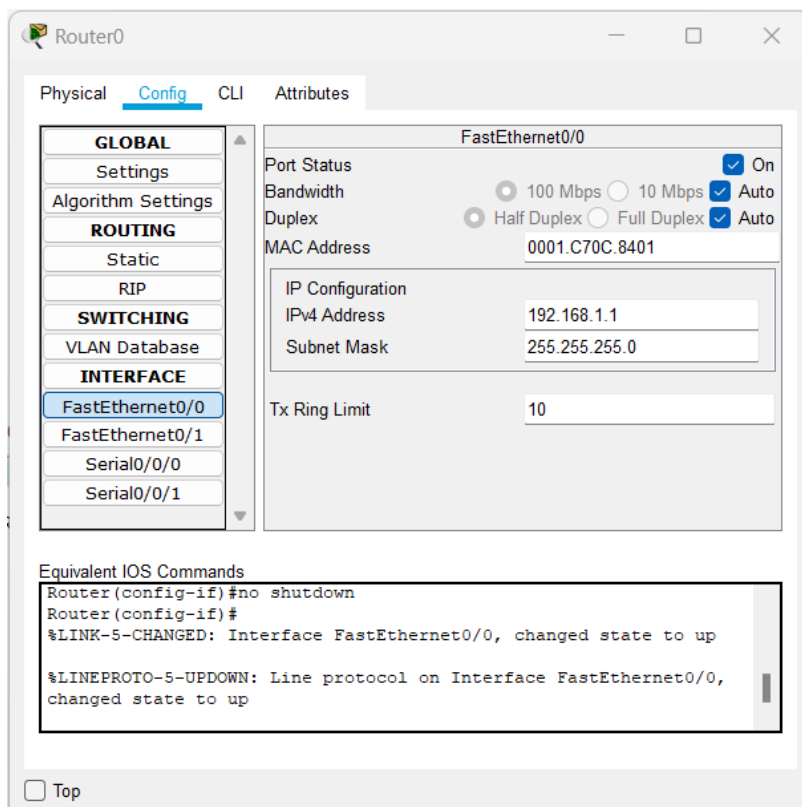 Router0
Physical Config CLI Attributes
GLOBAL
Settings
Algorithm Settings
ROUTING
Static
RIP
SWITCHING
VLAN Database
INTERFACE
FastEthernet0/0
FastEthernet0/1
Serial0/0/0
Serial0/0/1
FastEthernet0/0
Port Status On
Bandwidth 100 Mbps 10 Mbps Auto
Duplex Half Duplex Full Duplex Auto
MAC Address 0001.C70C.8401
IP Configuration
IPv4 Address 192.168.1.1
Subnet Mask 255.255.255.0
Tx Ring Limit 10
Equivalent IOS Commands
Router(config-if)#no shutdown
Router(config-if)#
%LINK-5-CHANGED: Interface FastEthernet0/0, changed state to up
%LINEPROTO-5-UPDOWN: Line protocol on Interface FastEthernet0/0,
changed state to up
Top